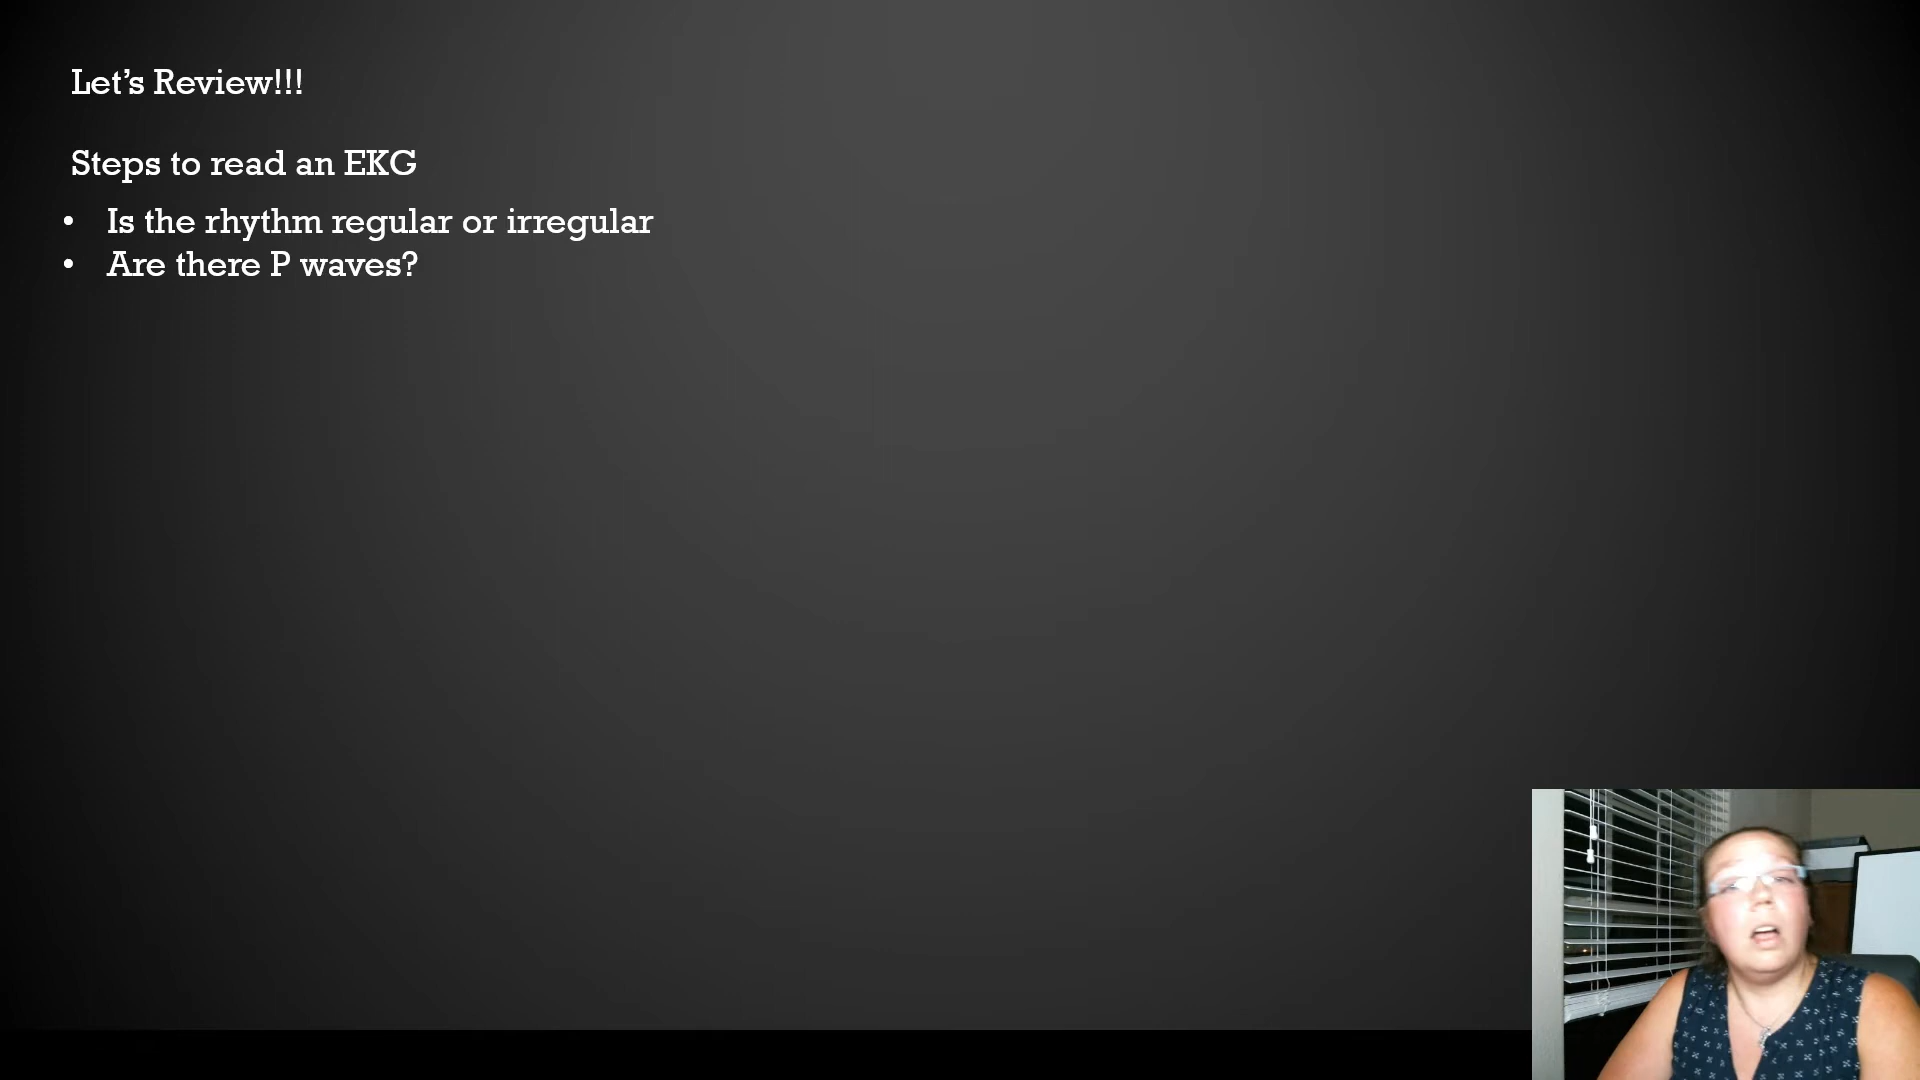 Let's Review!!!
Steps to read an EKG
• Is the rhythm regular or irregular
• Are there P waves?